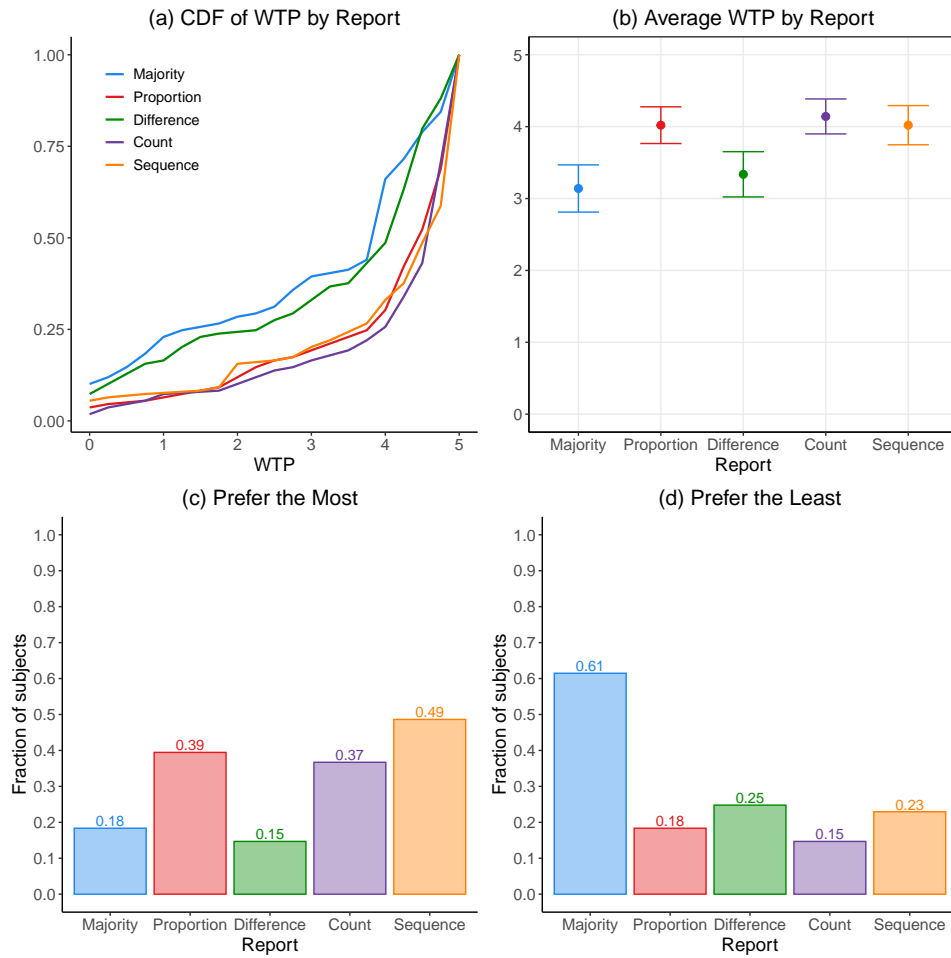 (a) CDF of WTP by Report
1.00
0.75
0.50
0.25
0.00
Majority
Proportion
Difference
Count
Sequence
0 1 2 3 4 5
WTP
(b) Average WTP by Report
5
4
3
2
1
0
Majority Proportion Difference Count Sequence
Report
(c) Prefer the Most
Fraction of subjects
1.0
0.9
0.8
0.7
0.6
0.5
0.4
0.3
0.2
0.1
0.0
0.18 0.39 0.15 0.37 0.49
Majority Proportion Difference Count Sequence
Report
(d) Prefer the Least
Fraction of subjects
1.0
0.9
0.8
0.7
0.6
0.5
0.4
0.3
0.2
0.1
0.0
0.61 0.18 0.25 0.15 0.23
Majority Proportion Difference Count Sequence
Report